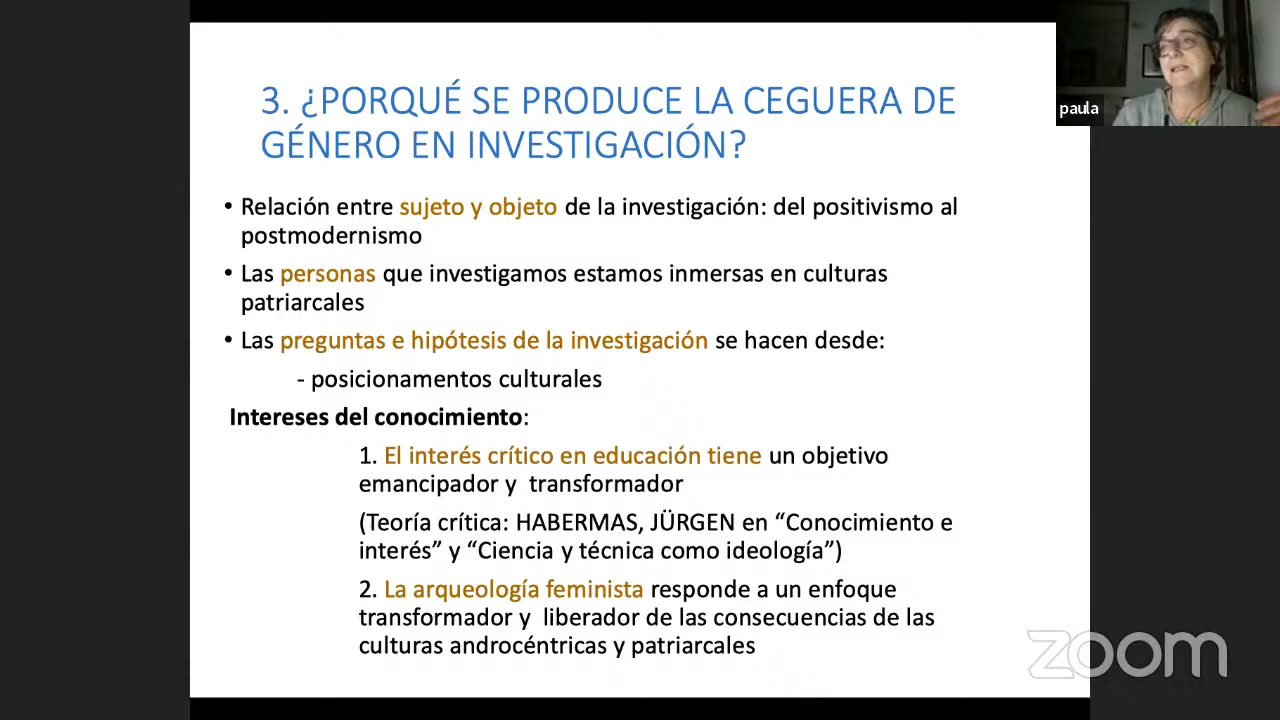 3. ¿PORQUÉ SE PRODUCE LA CEGUERA DE
GÉNERO EN INVESTIGACIÓN?
paula
• Relación entre sujeto y objeto de la investigación: del positivismo al
postmodernismo
• Las personas que investigamos estamos inmersas en culturas
patriarcales
• Las preguntas e hipótesis de la investigación se hacen desde:
- posicionamentos culturales
Intereses del conocimiento:
1. El interés crítico en educación tiene un objetivo
emancipador y transformador
(Teoría crítica: HABERMAS, JÜRGEN en “Conocimiento e
interés” y “Ciencia y técnica como ideología”)
2. La arqueología feminista responde a un enfoque
transformador y liberador de las consecuencias de las
culturas androcéntricas y patriarcales
zoom